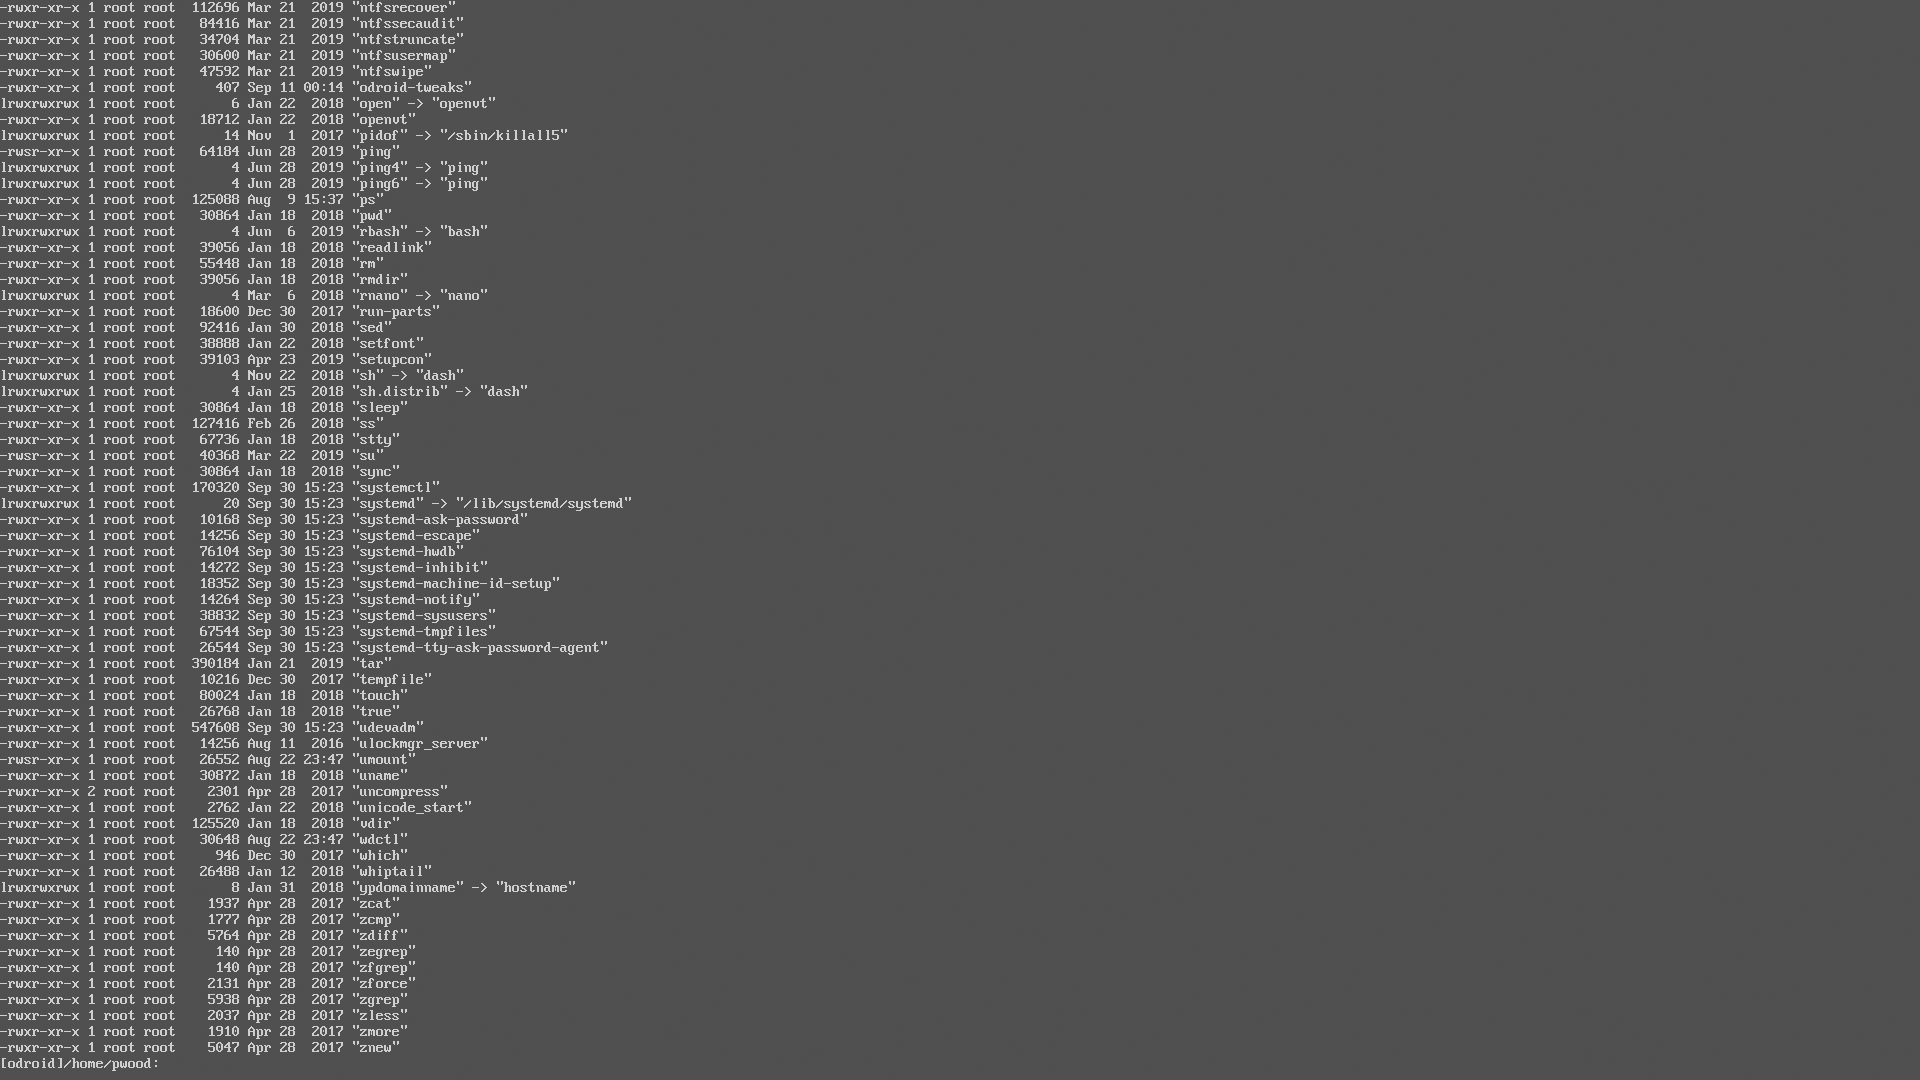 -rwxr-xr-x 1 root root  112696 Mar 21  2019 "ntfsrecover"
-rwxr-xr-x 1 root root   84416 Mar 21  2019 "ntfssecaudit"
-rwxr-xr-x 1 root root   34704 Mar 21  2019 "ntfstruncate"
-rwxr-xr-x 1 root root   30600 Mar 21  2019 "ntfsusermap"
-rwxr-xr-x 1 root root   47592 Mar 21  2019 "ntfswipe"
-rwxr-xr-x 1 root root     407 Sep 11 00:14 "odroid-tweaks"
lrwxrwxrwx 1 root root       6 Jan 22  2018 "open" -> "openvt"
-rwxr-xr-x 1 root root   18712 Jan 22  2018 "openvt"
lrwxrwxrwx 1 root root      14 Nov  1  2017 "pidof" -> "/sbin/killall5"
-rwsr-xr-x 1 root root   64184 Jun 28  2019 "ping"
lrwxrwxrwx 1 root root       4 Jun 28  2019 "ping4" -> "ping"
lrwxrwxrwx 1 root root       4 Jun 28  2019 "ping6" -> "ping"
-rwxr-xr-x 1 root root  125088 Aug  9 15:37 "ps"
-rwxr-xr-x 1 root root   30864 Jan 18  2018 "pwd"
lrwxrwxrwx 1 root root       4 Jun  6  2019 "rbash" -> "bash"
-rwxr-xr-x 1 root root   39056 Jan 18  2018 "readlink"
-rwxr-xr-x 1 root root   55448 Jan 18  2018 "rm"
-rwxr-xr-x 1 root root   39056 Jan 18  2018 "rmdir"
lrwxrwxrwx 1 root root       4 Mar  6  2018 "rnano" -> "nano"
-rwxr-xr-x 1 root root   18600 Dec 30  2017 "run-parts"
-rwxr-xr-x 1 root root   92416 Jan 30  2018 "sed"
-rwxr-xr-x 1 root root   38888 Jan 22  2018 "setfont"
-rwxr-xr-x 1 root root   39103 Apr 23  2019 "setupcon"
lrwxrwxrwx 1 root root       4 Nov 22  2018 "sh" -> "dash"
lrwxrwxrwx 1 root root       4 Jan 25  2018 "sh.distrib" -> "dash"
-rwxr-xr-x 1 root root   30864 Jan 18  2018 "sleep"
-rwxr-xr-x 1 root root  127416 Feb 26  2018 "ss"
-rwxr-xr-x 1 root root   67736 Jan 18  2018 "stty"
-rwsr-xr-x 1 root root   40368 Mar 22  2019 "su"
-rwxr-xr-x 1 root root   30864 Jan 18  2018 "sync"
-rwxr-xr-x 1 root root  170320 Sep 30 15:23 "systemctl"
lrwxrwxrwx 1 root root      20 Sep 30 15:23 "systemd" -> "/lib/systemd/systemd"
-rwxr-xr-x 1 root root   10168 Sep 30 15:23 "systemd-ask-password"
-rwxr-xr-x 1 root root   14256 Sep 30 15:23 "systemd-escape"
-rwxr-xr-x 1 root root   76104 Sep 30 15:23 "systemd-hwdb"
-rwxr-xr-x 1 root root   14272 Sep 30 15:23 "systemd-inhibit"
-rwxr-xr-x 1 root root   18352 Sep 30 15:23 "systemd-machine-id-setup"
-rwxr-xr-x 1 root root   14264 Sep 30 15:23 "systemd-notify"
-rwxr-xr-x 1 root root   38832 Sep 30 15:23 "systemd-sysusers"
-rwxr-xr-x 1 root root   67544 Sep 30 15:23 "systemd-tmpfiles"
-rwxr-xr-x 1 root root   26544 Sep 30 15:23 "systemd-tty-ask-password-agent"
-rwxr-xr-x 1 root root  390184 Jan 21  2019 "tar"
-rwxr-xr-x 1 root root   10216 Dec 30  2017 "tempfile"
-rwxr-xr-x 1 root root   80024 Jan 18  2018 "touch"
-rwxr-xr-x 1 root root   26768 Jan 18  2018 "true"
-rwxr-xr-x 1 root root  547608 Sep 30 15:23 "udevadm"
-rwxr-xr-x 1 root root   14256 Aug 11  2016 "ulockmgr_server"
-rwsr-xr-x 1 root root   26552 Aug 22 23:47 "umount"
-rwxr-xr-x 1 root root   30872 Jan 18  2018 "uname"
-rwxr-xr-x 2 root root    2301 Apr 28  2017 "uncompress"
-rwxr-xr-x 1 root root    2762 Jan 22  2018 "unicode_start"
-rwxr-xr-x 1 root root  125520 Jan 18  2018 "vdir"
-rwxr-xr-x 1 root root   30648 Aug 22 23:47 "wdctl"
-rwxr-xr-x 1 root root     946 Dec 30  2017 "which"
-rwxr-xr-x 1 root root   26488 Jan 12  2018 "whiptail"
lrwxrwxrwx 1 root root       8 Jan 31  2018 "ypdomainname" -> "hostname"
-rwxr-xr-x 1 root root    1937 Apr 28  2017 "zcat"
-rwxr-xr-x 1 root root    1777 Apr 28  2017 "zcmp"
-rwxr-xr-x 1 root root    5764 Apr 28  2017 "zdiff"
-rwxr-xr-x 1 root root     140 Apr 28  2017 "zegrep"
-rwxr-xr-x 1 root root     140 Apr 28  2017 "zfgrep"
-rwxr-xr-x 1 root root    2131 Apr 28  2017 "zforce"
-rwxr-xr-x 1 root root    5938 Apr 28  2017 "zgrep"
-rwxr-xr-x 1 root root    2037 Apr 28  2017 "zless"
-rwxr-xr-x 1 root root    1910 Apr 28  2017 "zmore"
-rwxr-xr-x 1 root root    5047 Apr 28  2017 "znew"
[odroid]/home/pwood: